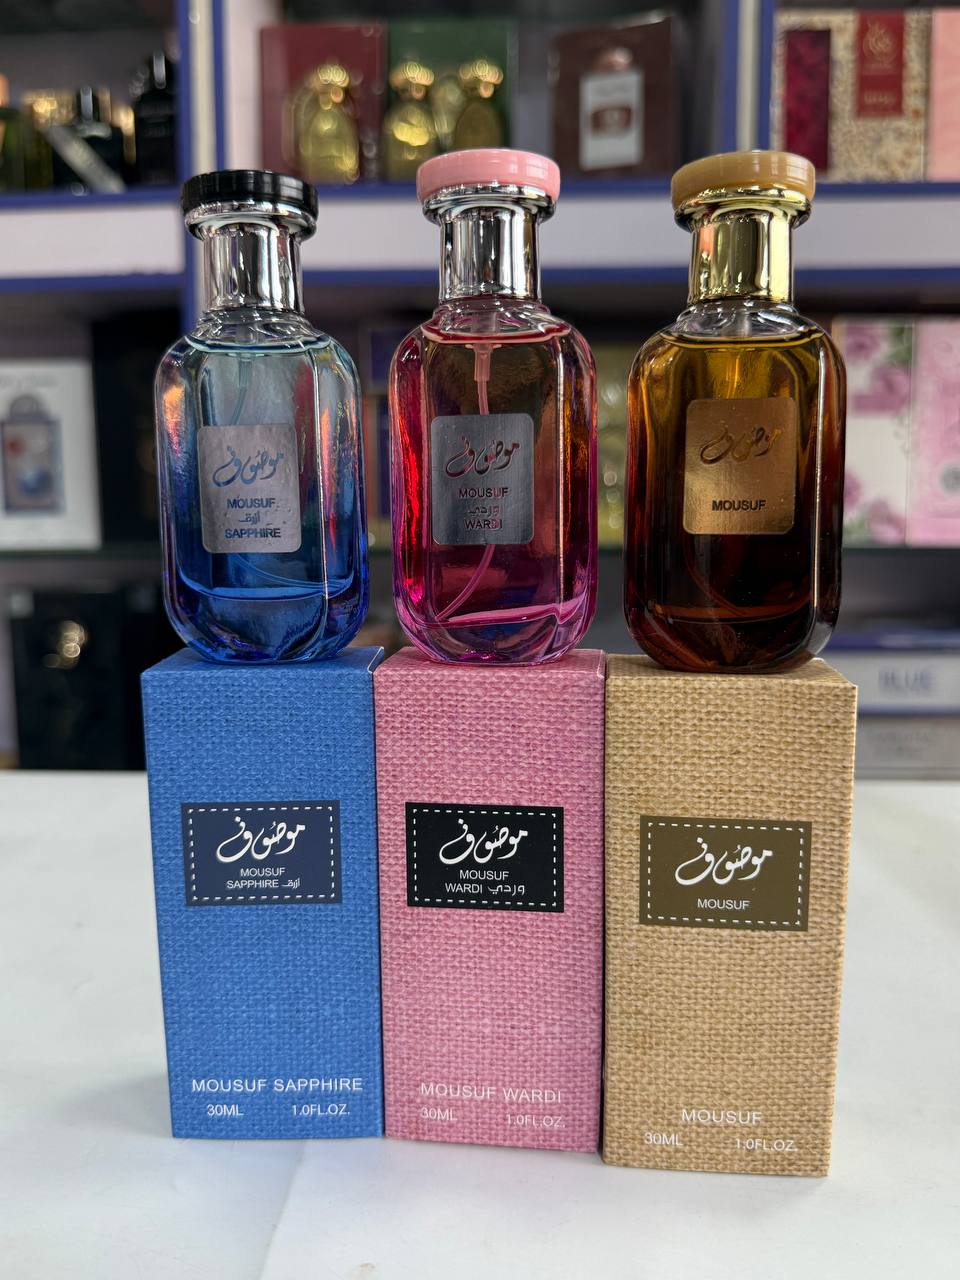 موصوف
MOUSUF
أزرق
SAPPHIRE
موصوف
MOUSUF
وردي
WARDI
موصوف
MOUSUF
موصوف
MOUSUF
SAPPHIRE أزرق
MOUSUF SAPPHIRE
30ML 1.0FL.OZ.
موصوف
MOUSUF
WARDI وردي
MOUSUF WARDI
30ML 1.0FL.OZ.
موصوف
MOUSUF
MOUSUF
30ML 1.0FL.OZ.
BLUE